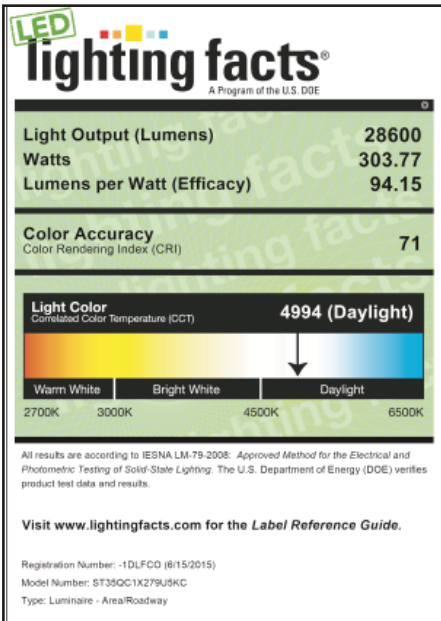 LED
lighting facts®
A Program of the U.S. DOE
Light Output (Lumens) 28600
Watts 303.77
Lumens per Watt (Efficacy) 94.15
Color Accuracy
Color Rendering Index (CRI) 71
Light Color
Correlated Color Temperature (CCT) 4994 (Daylight)
Warm White Bright White Daylight
2700K 3000K 4500K 6500K
All results are according to IESNA LM-79-2008: Approved Method for the Electrical and
Photometric Testing of Solid-State Lighting. The U.S. Department of Energy (DOE) verifies
product test data and results.
Visit www.lightingfacts.com for the Label Reference Guide.
Registration Number: -1DLFCO (6/15/2015)
Model Number: ST35QC1X279U5KC
Type: Luminaire - Area/Roadway